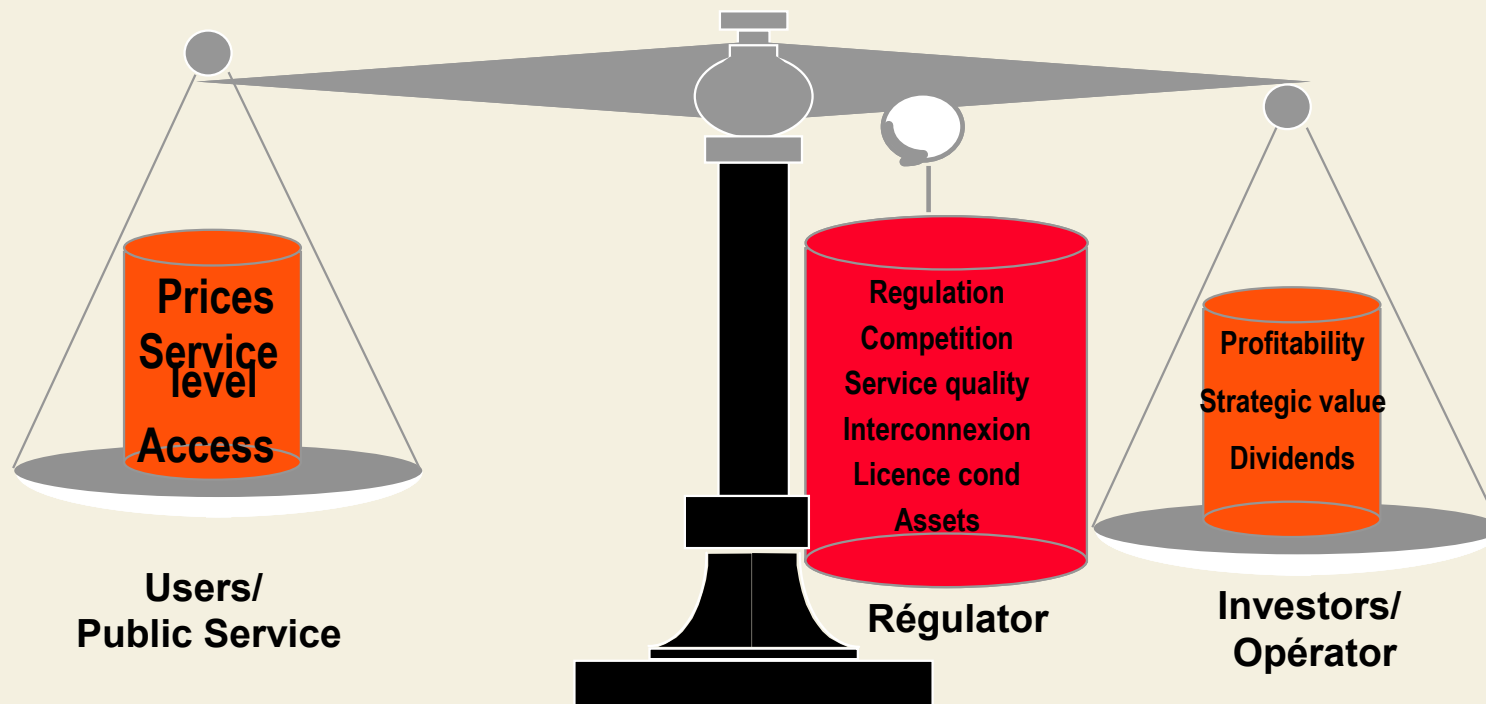 Prices
Service
level
Access
Users/
Public Service
Regulation
Competition
Service quality
Interconnexion
Licence cond
Assets
Régulator
Profitability
Strategic value
Dividends
Investors/
Opérator